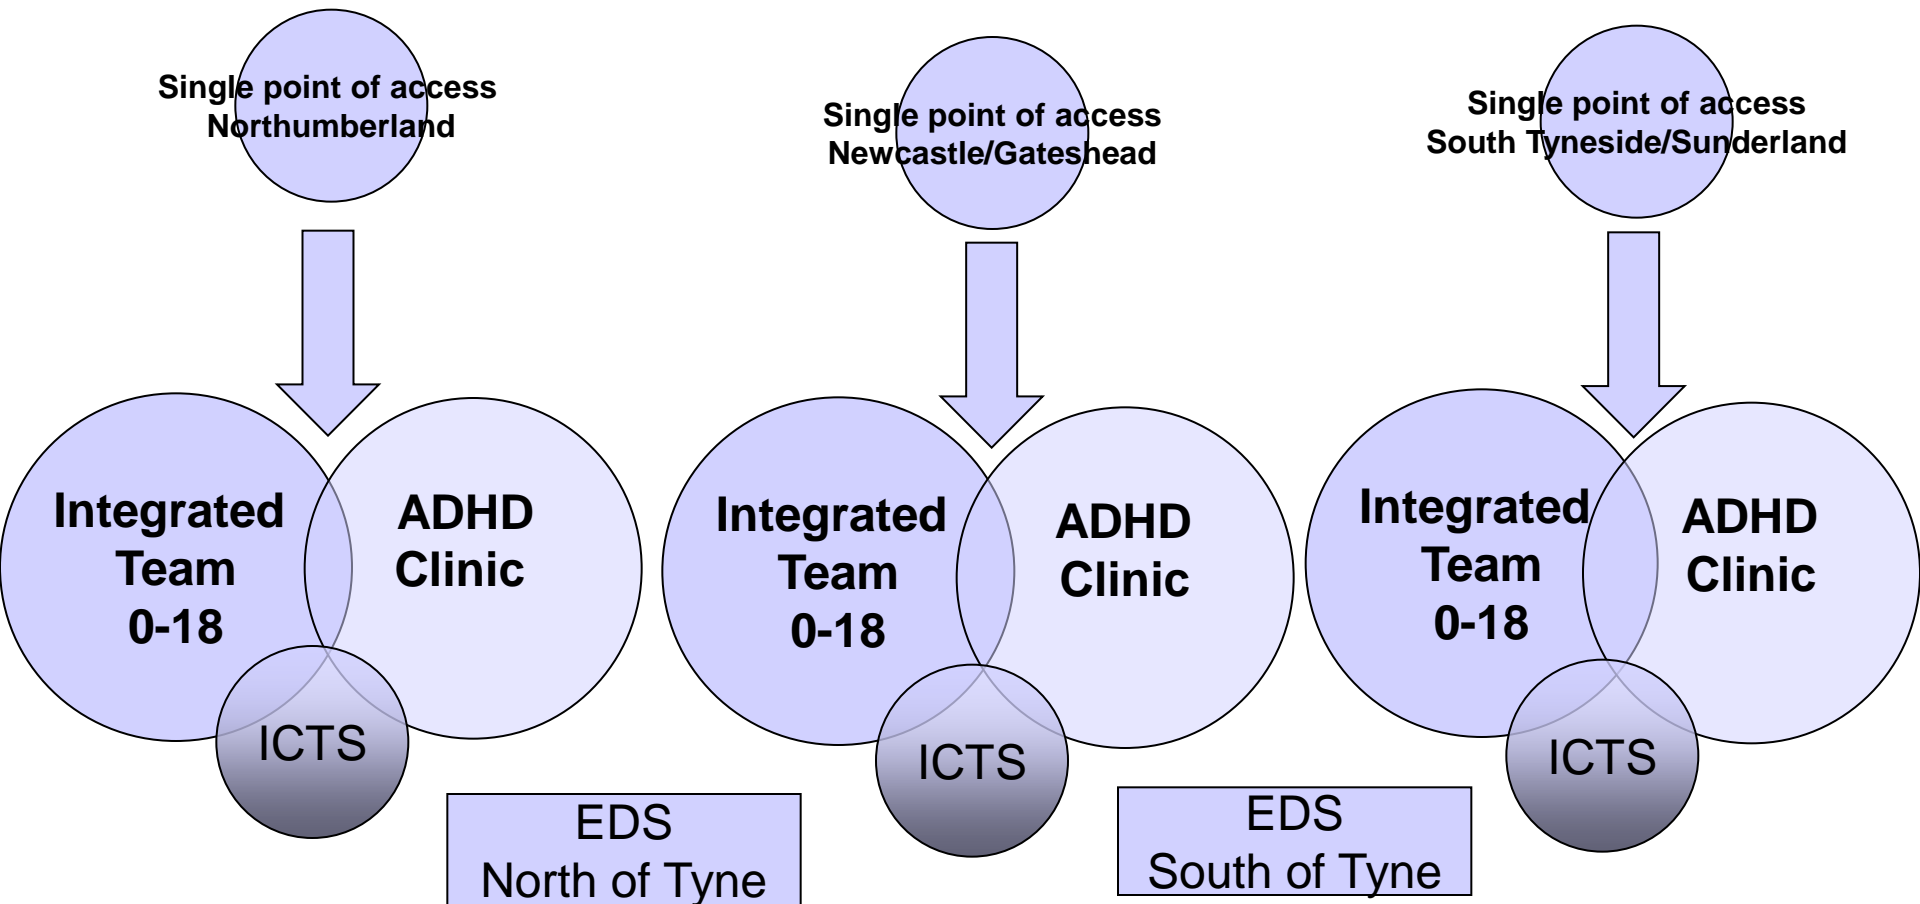 Single point of access
Northumberland
Single point of access
Newcastle/Gateshead
Single point of access
South Tyneside/Sunderland
Integrated
Team
0-18
ADHD
Clinic
ICTS
Integrated
Team
0-18
ADHD
Clinic
ICTS
Integrated
Team
0-18
ADHD
Clinic
ICTS
EDS
North of Tyne
EDS
South of Tyne